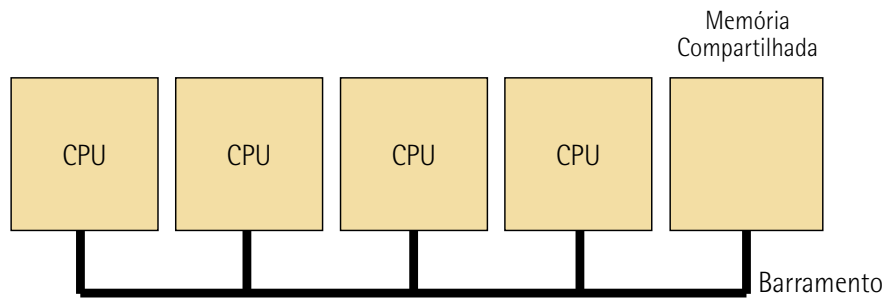 Memória
Compartilhada
CPU
CPU
CPU
CPU
Barramento